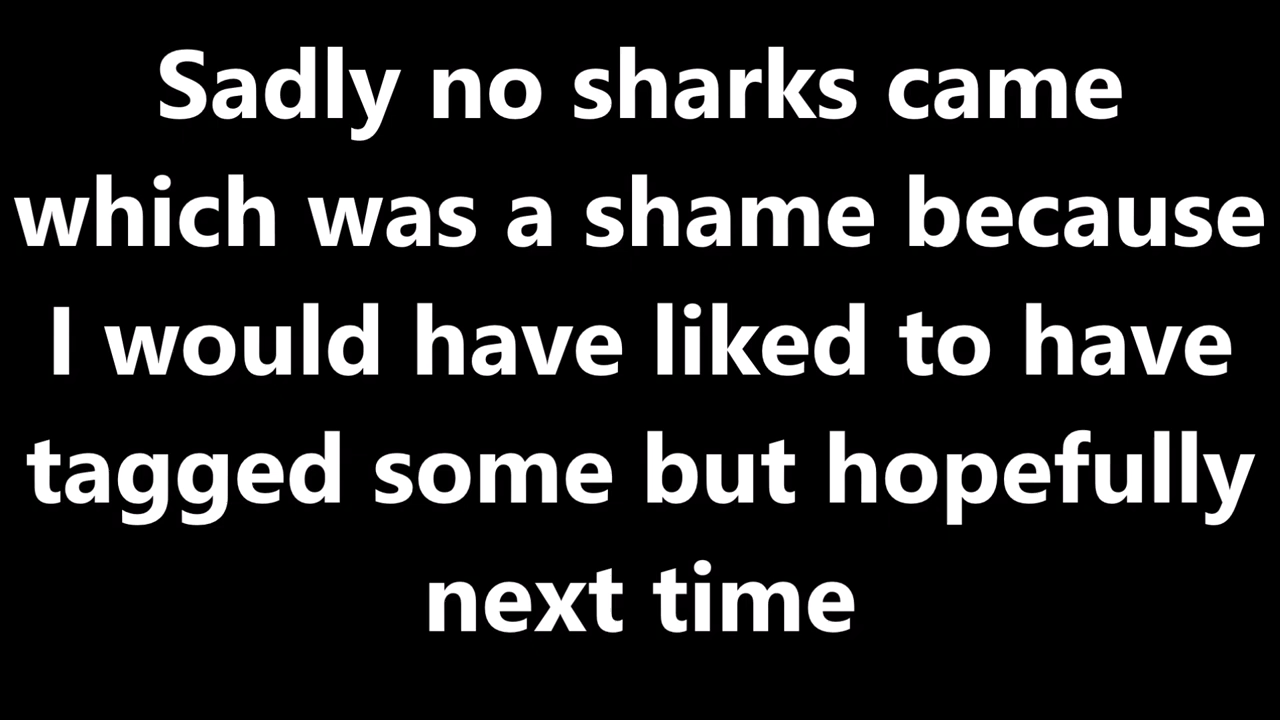 Sadly no sharks came
which was a shame because
I would have liked to have
tagged some but hopefully
next time